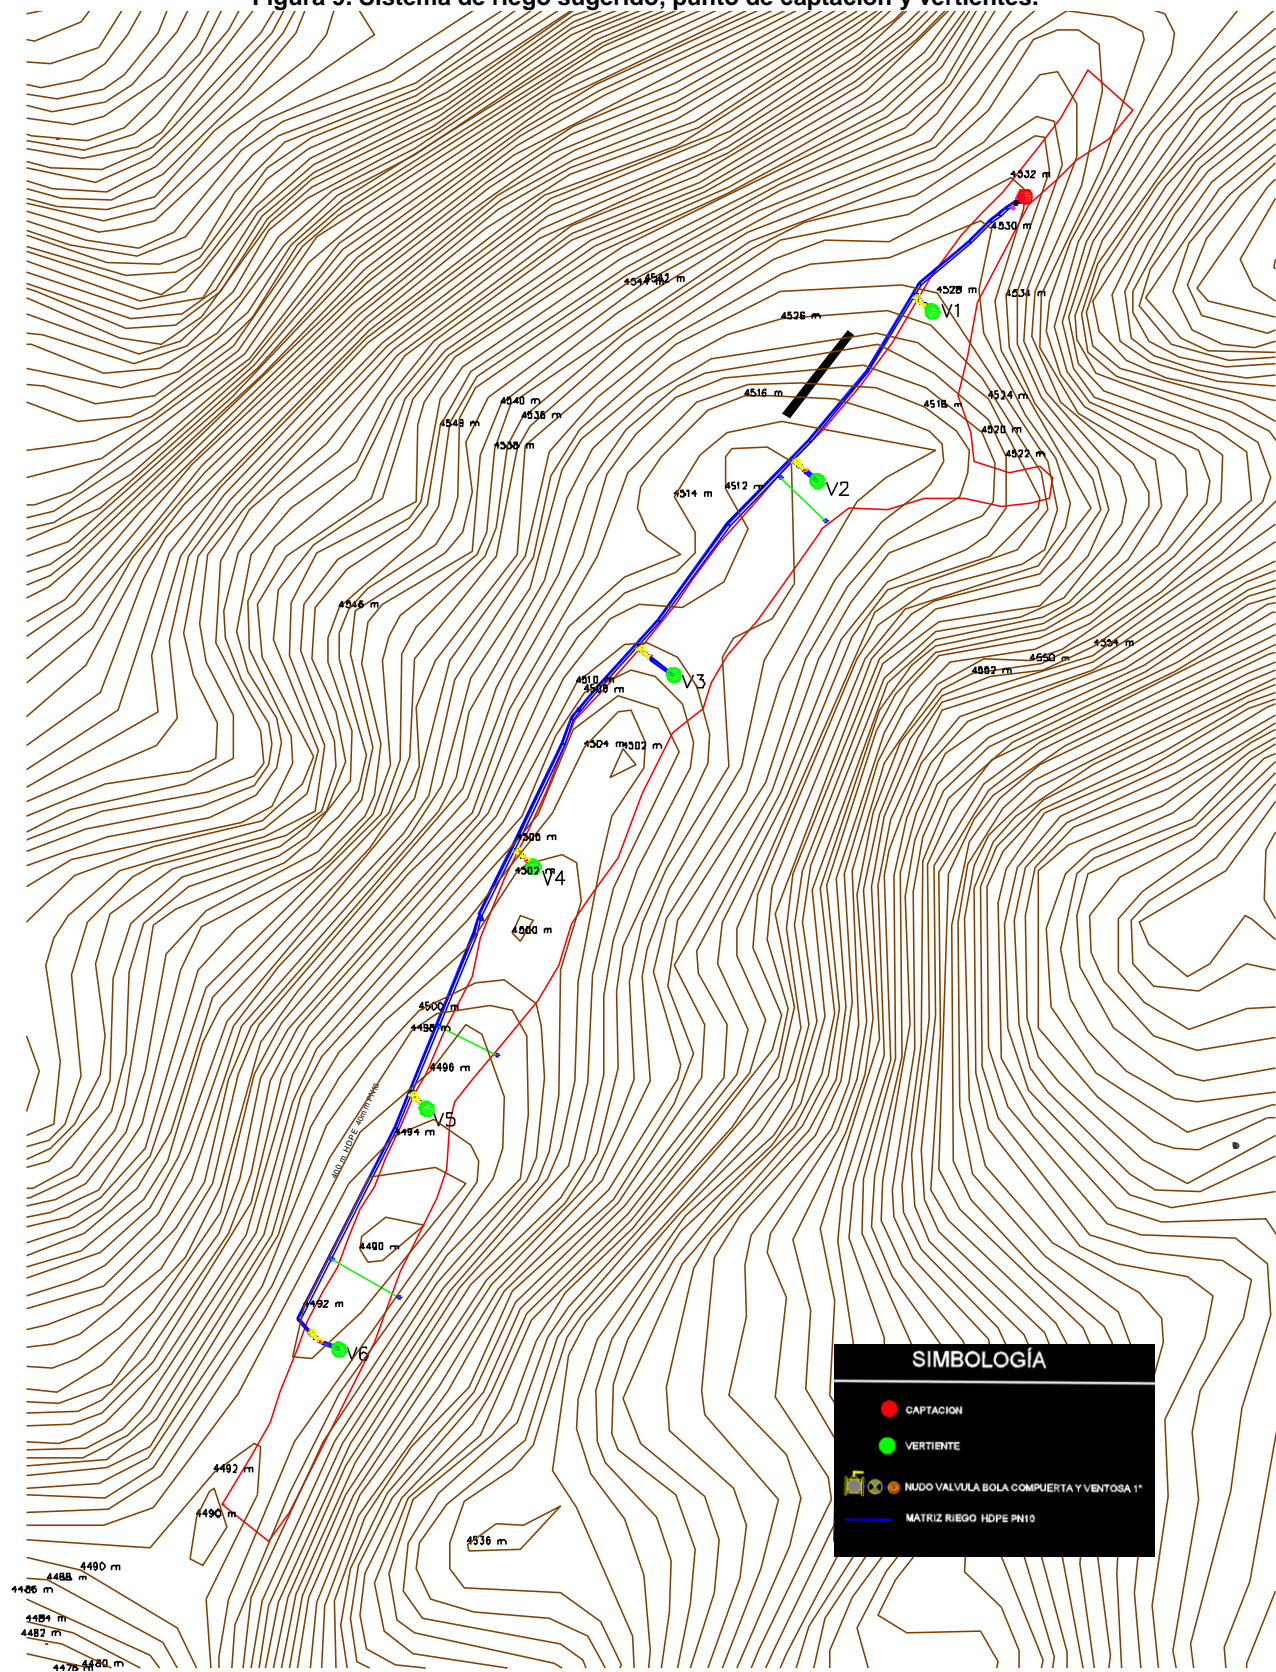 Figura 9. Sistema de riego sugerido, punto de captación y vertientes.
4532 m
4530 m
4542 m
4544 m
4528 m
4534 m
V1
4526 m
4516 m
4524 m
4540 m
4518 m
4536 m
4548 m
4520 m
4538 m
4522 m
V2
4512 m
4514 m
4546 m
4554 m
4550 m
4552 m
4510 m
V3
4508 m
4504 m
4502 m
4506 m
4502 m
V4
4500 m
4500 m
4498 m
4496 m
V5
400 m HDPE 40mm PN10
4494 m
4490 m
4492 m
V6
SIMBOLOGÍA
CAPTACION
VERTIENTE
NUDO VALVULA BOLA COMPUERTA Y VENTOSA 1"
MATRIZ RIEGO HDPE PN10
4492 m
4490 m
4536 m
4490 m
4488 m
4486 m
4484 m
4482 m
4480 m
4478 m